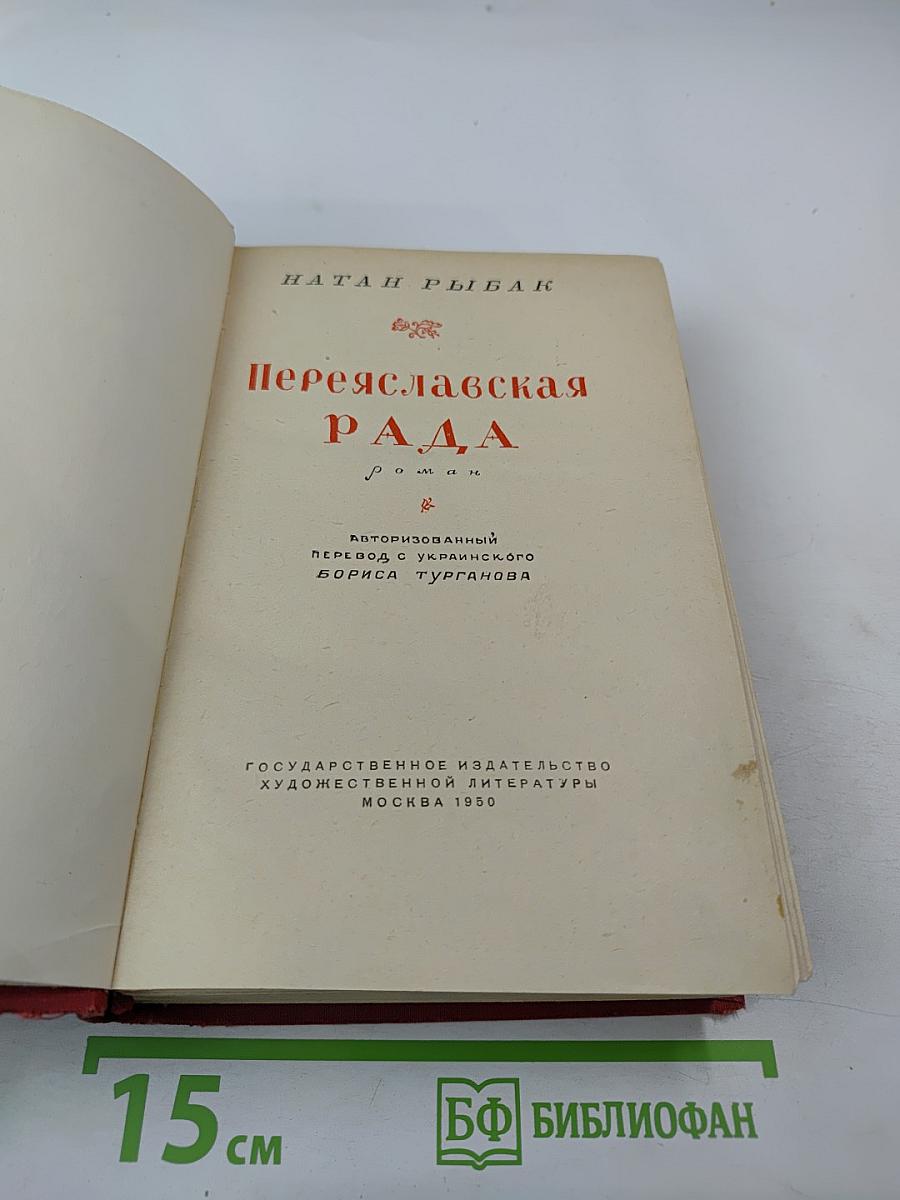 НАТАН РЫБАК
Переяславская
РАДА
роман
АВТОРИЗОВАННЫЙ
ПЕРЕВОД С УКРАИНСКОГО
БОРИСА ТУРГАНОВА
ГОСУДАРСТВЕННОЕ ИЗДАТЕЛЬСТВО
ХУДОЖЕСТВЕННОЙ ЛИТЕРАТУРЫ
МОСКВА 1950
15 см
БФ БИБЛИОФАН